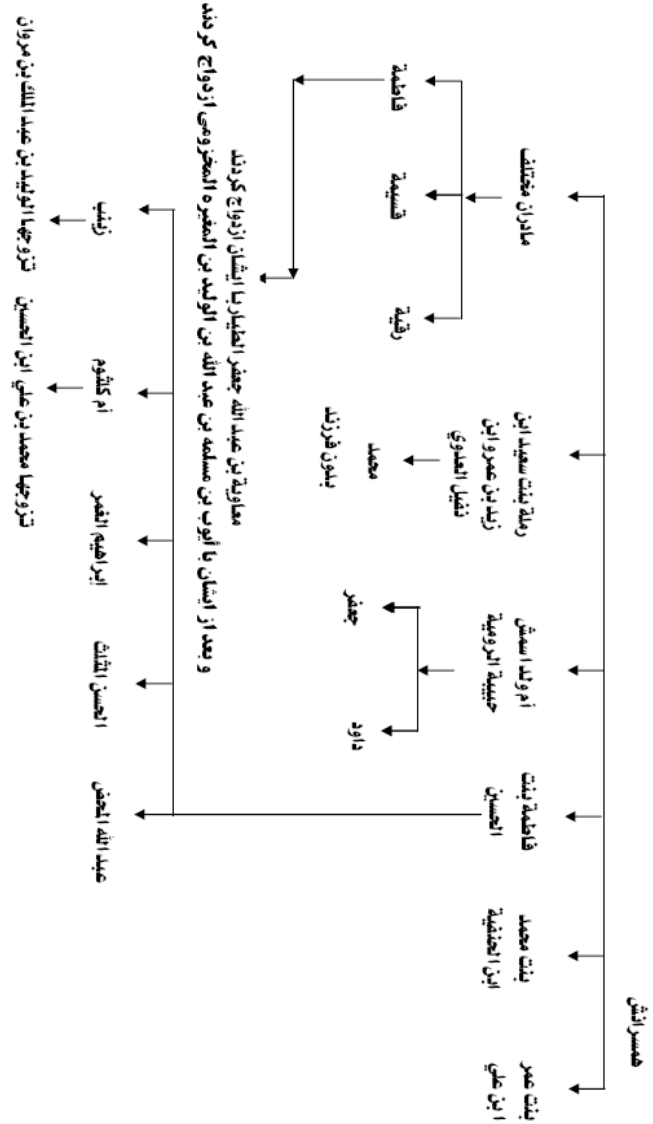 همسرانش
بنت عمر
ابن علي
بنت محمد
ابن الحنفية
فاطمة بنت
الحسين
أم ولد اسمش
حبيبة الرومية
رملة بنت سعيد ابن
زيد بن عمرو ابن
نفيل العدوي
مادران مختلف
داود
جعفر
محمد
بدون فرزند
رقية
قسيمة
فاطمة
معاوية بن عبد الله جعفر الطيار با ايشان ازدواج كردند
و بعد از ايشان با أيوب بن مسلمه بن عبد الله بن الوليد بن المغيره المخزومى ازدواج كردند
عبد الله المحض
الحسن المثلث
إبراهيم الغمر
أم كلثوم
زينب
تزوجها محمد بن علي ابن الحسين
تزوجها الوليد بن عبد الملك بن مروان